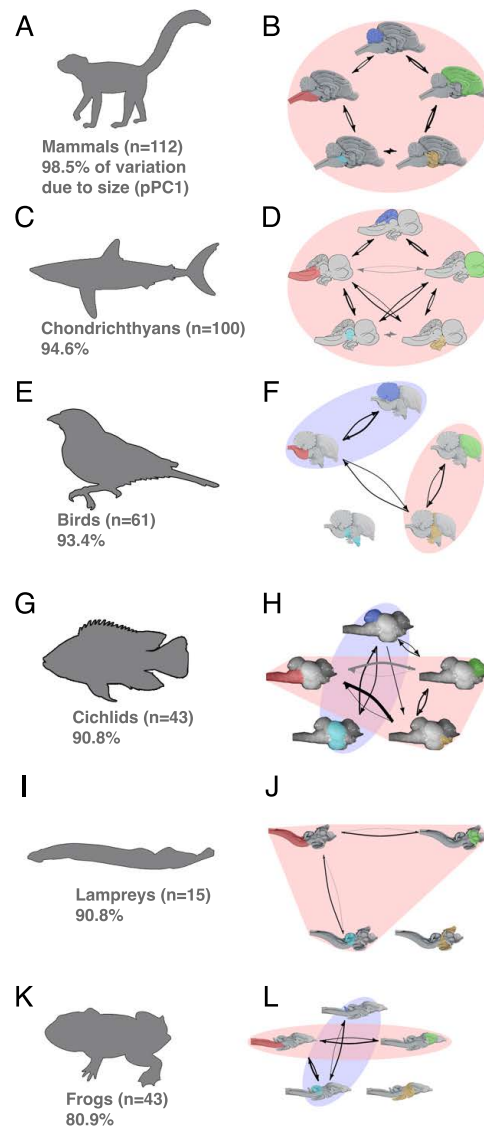 A
B
Mammals (n=112)
98.5% of variation
due to size (pPC1)
C
D
Chondrichthyans (n=100)
94.6%
E
F
Birds (n=61)
93.4%
G
H
Cichlids (n=43)
90.8%
I
J
Lampreys (n=15)
90.8%
K
L
Frogs (n=43)
80.9%